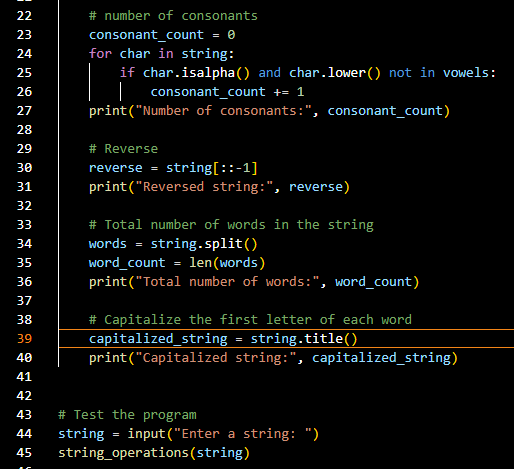 22 # number of consonants
23 consonant_count = 0
24 for char in string:
25 if char.isalpha() and char.lower() not in vowels:
26 consonant_count += 1
27 print("Number of consonants:", consonant_count)
28
29 # Reverse
30 reverse = string[::-1]
31 print("Reversed string:", reverse)
32
33 # Total number of words in the string
34 words = string.split()
35 word_count = len(words)
36 print("Total number of words:", word_count)
37
38 # Capitalize the first letter of each word
39 capitalized_string = string.title()
40 print("Capitalized string:", capitalized_string)
41
42
43 # Test the program
44 string = input("Enter a string: ")
45 string_operations(string)